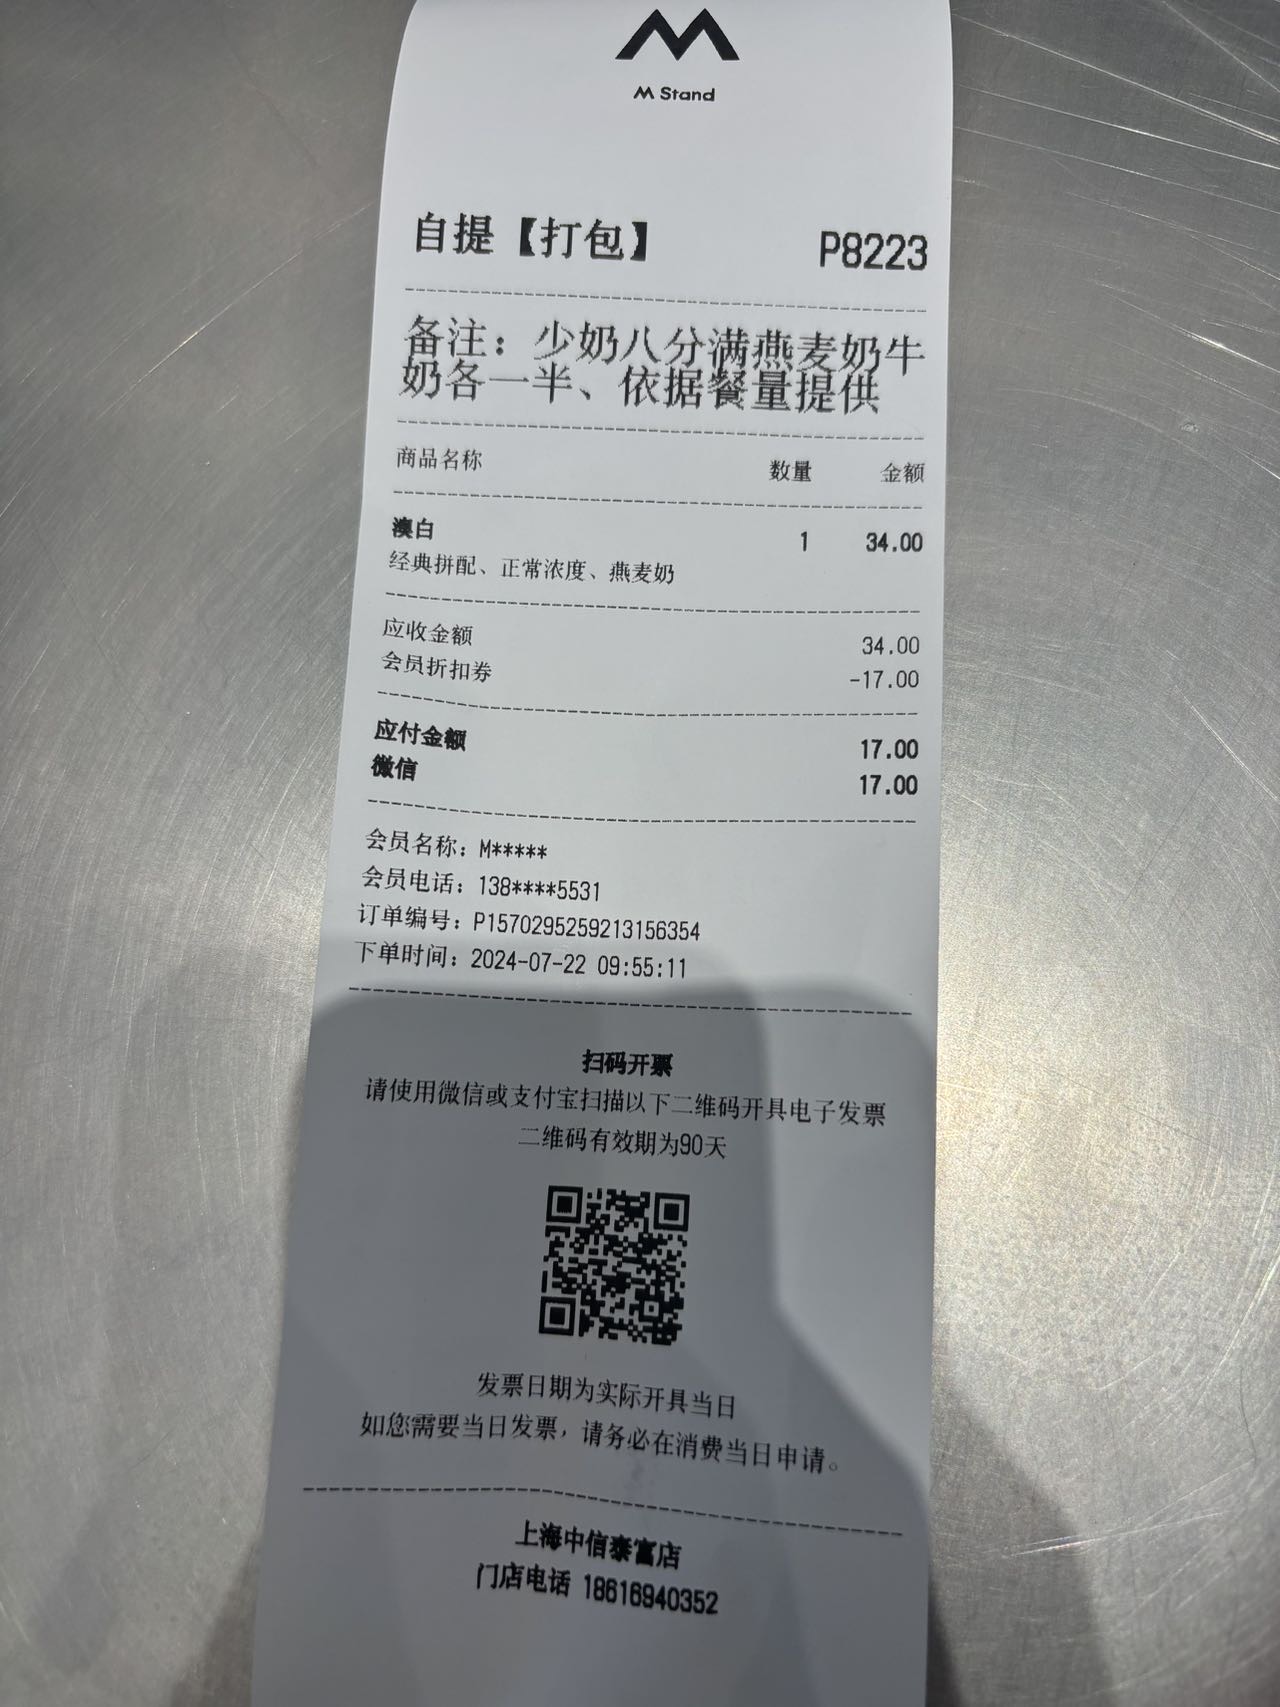 M Stand
自提【打包】 P8223
备注：少奶八分满燕麦奶牛
奶各一半、依据餐量提供
商品名称 数量 金额
澳白 1 34.00
经典拼配、正常浓度、燕麦奶
应收金额 34.00
会员折扣券 -17.00
应付金额 17.00
微信 17.00
会员名称：M*****
会员电话：138****5531
订单编号：P1570295259213156354
下单时间：2024-07-22 09:55:11
扫码开票
请使用微信或支付宝扫描以下二维码开具电子发票
二维码有效期为90天
发票日期为实际开具当日
如您需要当日发票，请务必在消费当日申请。
上海中信泰富店
门店电话 18616940352